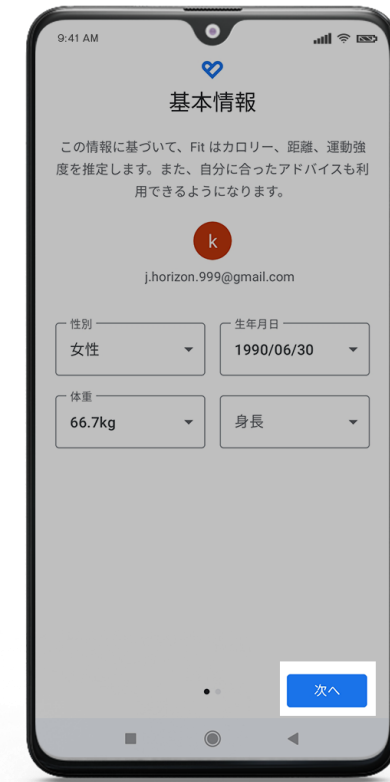 9:41 AM
基本情報
この情報に基づいて、Fit はカロリー、距離、運動強
度を推定します。また、自分に合ったアドバイスも利
用できるようになります。
k
j.horizon.999@gmail.com
性別
女性
生年月日
1990/06/30
体重
66.7kg
身長
次へ